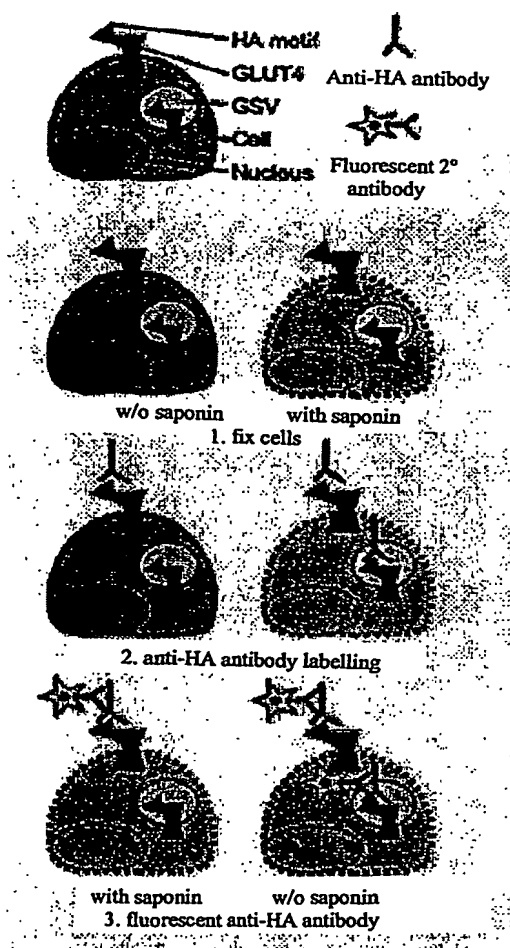 HA motif
GLUT4
GSV
Cell
Nucleus
Anti-HA antibody
Fluorescent 2°
antibody
w/o saponin
with saponin
1. fix cells
2. anti-HA antibody labelling
with saponin
w/o saponin
3. fluorescent anti-HA antibody